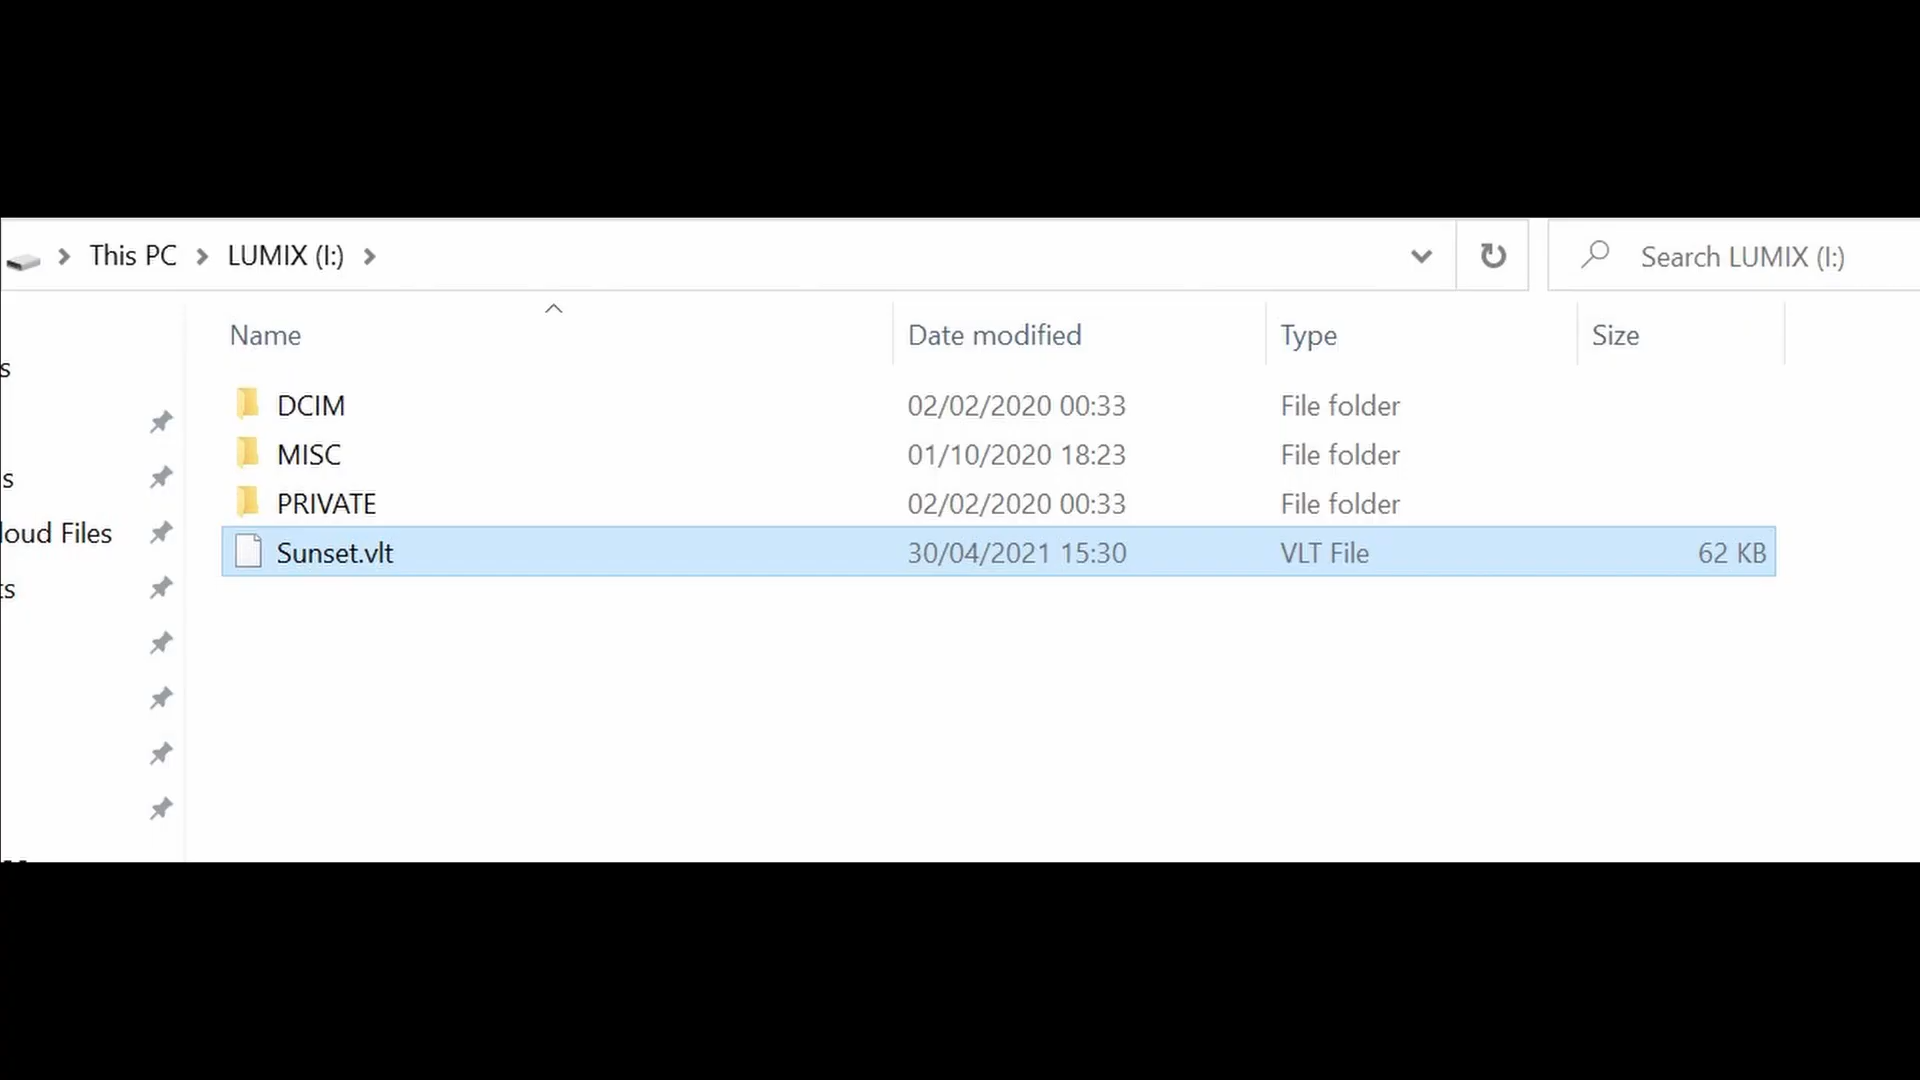 This PC LUMIX (I:) Search LUMIX (I:)
Name Date modified Type Size
s
DCIM 02/02/2020 00:33 File folder
MISC 01/10/2020 18:23 File folder
s
PRIVATE 02/02/2020 00:33 File folder
loud Files
Sunset.vlt 30/04/2021 15:30 VLT File 62 KB
ts